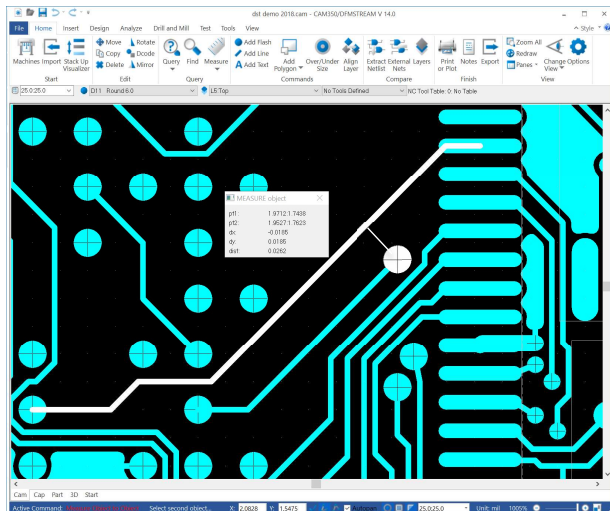 dst demo 2018.cam - CAM350/DFMSTREAM V 14.0
File Home Insert Design Analyze Drill and Mill Test Tools View Style
Machines Import Stack Up Visualizer
Move Rotate
Copy Dcode
Delete Mirror
Query Find Measure
Add Flash
Add Line
Add Text
Add Polygon Over/Under Size Align Layer
Extract Netlist External Nets Layers
Print or Plot Notes Export
Zoom All
Redraw
Panes
Change View Options
Start Edit Query Commands Compare Finish View
25.0:25.0 D11 Round 6.0 L5:Top No Tools Defined NC Tool Table: 0: No Table
MEASURE object
pt1: 1.9712:1.7438
pt2: 1.9527:1.7623
dx: -0.0185
dy: 0.0185
dist: 0.0262
Cam Cap Part 3D Start
Active Command: Select second object... X: 2.0828 Y: 1.5475 Autopan 25.0:25.0 Unit: mil 1005%